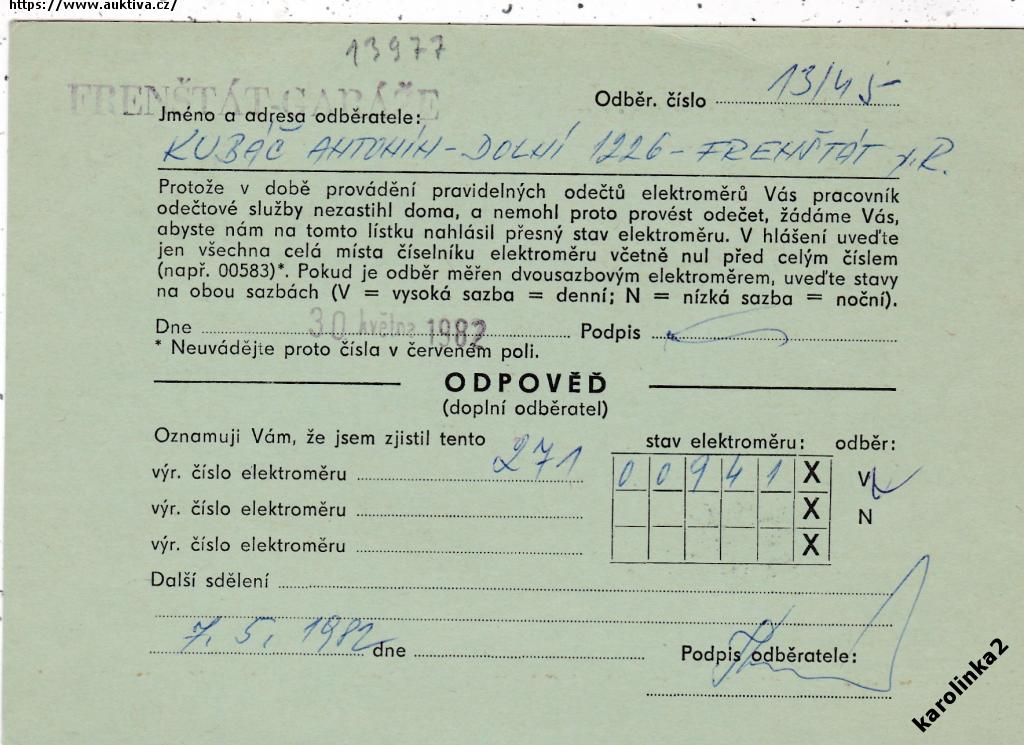 https://www.auktiva.cz/
13977
FRENŠTÁT-GARÁŽE
Odběr. číslo 13/45
Jméno a adresa odběratele:
KUBÁČ ANTONÍN - DOLNÍ 1226 - FRENŠTÁT p.R.
Protože v době provádění pravidelných odečtů elektroměrů Vás pracovník
odečtové služby nezastihl doma, a nemohl proto provést odečet, žádáme Vás,
abyste nám na tomto lístku nahlásil přesný stav elektroměru. V hlášení uveďte
jen všechna celá místa číselníku elektroměru včetně nul před celým číslem
(např. 00583)*. Pokud je odběr měřen dvousazbovým elektroměrem, uveďte stavy
na obou sazbách (V = vysoká sazba = denní; N = nízká sazba = noční).
Dne 30 května 1982 Podpis
* Neuvádějte proto čísla v červeném poli.
ODPOVĚĎ
(doplní odběratel)
Oznamuji Vám, že jsem zjistil tento stav elektroměru: odběr:
výr. číslo elektroměru 271 0 0 9 4 1 X V
výr. číslo elektroměru X N
výr. číslo elektroměru X
Další sdělení
7. 5. 1982 dne
Podpis odběratele:
karolinka2